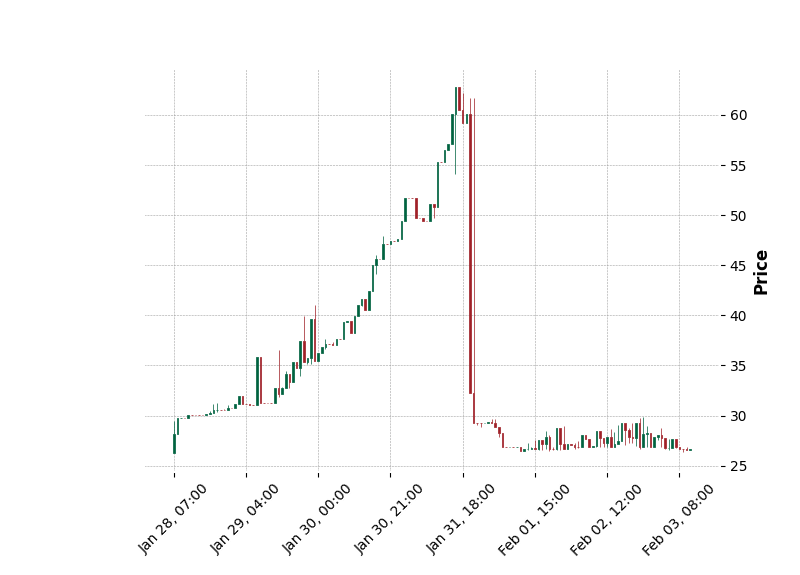 60
55
50
45
40
35
30
25
Price
Jan 28, 07:00
Jan 29, 04:00
Jan 30, 00:00
Jan 30, 21:00
Jan 31, 18:00
Feb 01, 15:00
Feb 02, 12:00
Feb 03, 08:00